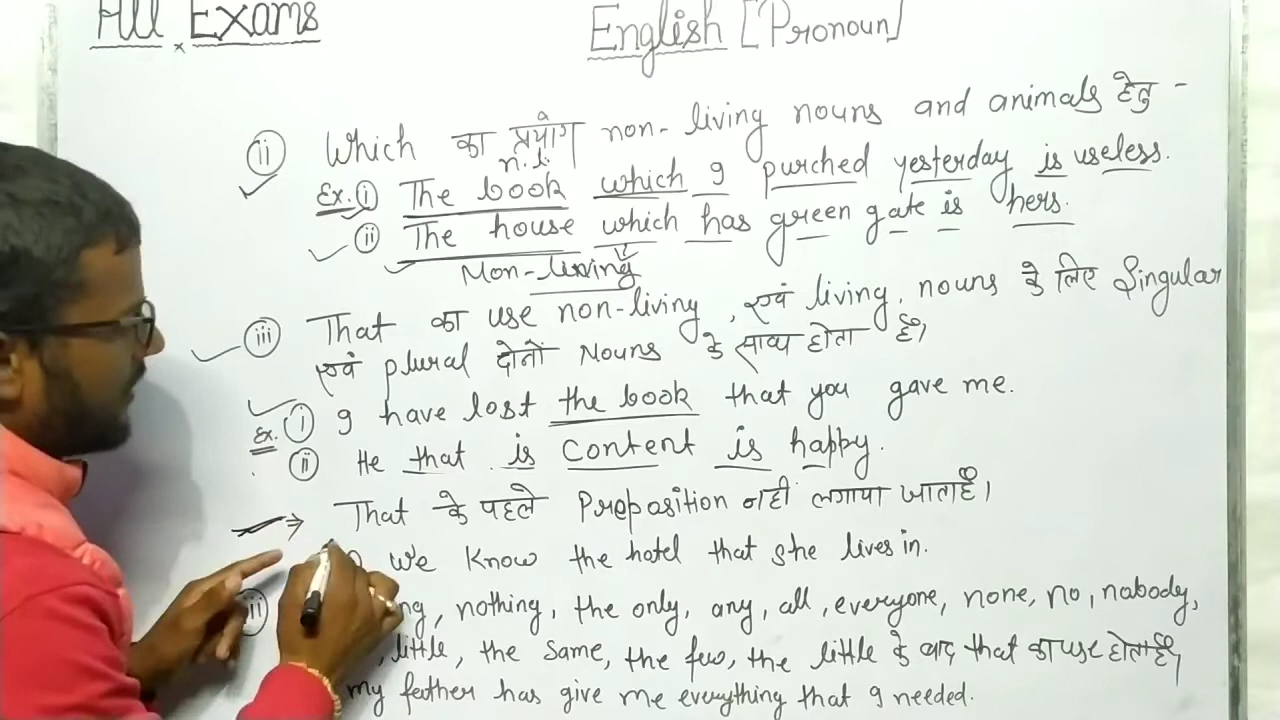 All Exams
English [Pronoun]
(ii) Which का प्रयोग non-living nouns and animals हेतु -
n.li.
Ex. (i) The book which I purched yesterday is useless.
(ii) The house which has green gate is hers.
Non-living
(iii) That का use non-living, एवं living, nouns के लिए Singular
एवं plural दोनों Nouns के साथ होता है।
Ex. (i) I have lost the book that you gave me.
(ii) He that is content is happy.
That के पहले Preposition नही लगाया जाता है।
We know the hotel that she lives in.
nothing, the only, any, all, everyone, none, no, nobody,
little, the same, the few, the little के बाद that का use होता है।
my father has give me everything that I needed.